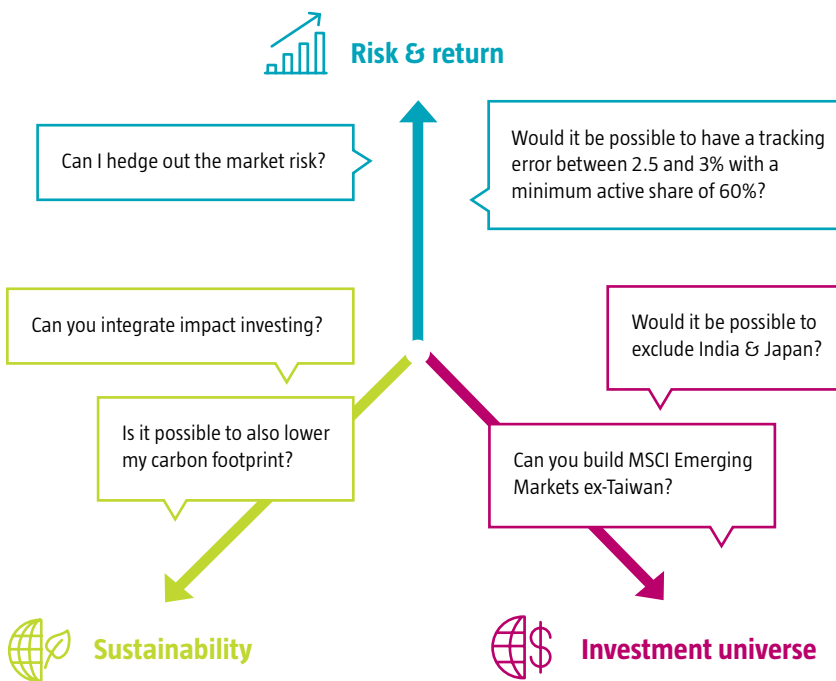 Risk & return
Can I hedge out the market risk?
Would it be possible to have a tracking
error between 2.5 and 3% with a
minimum active share of 60%?
Can you integrate impact investing?
Would it be possible to
exclude India & Japan?
Is it possible to also lower
my carbon footprint?
Can you build MSCI Emerging
Markets ex-Taiwan?
$
Sustainability
Investment universe